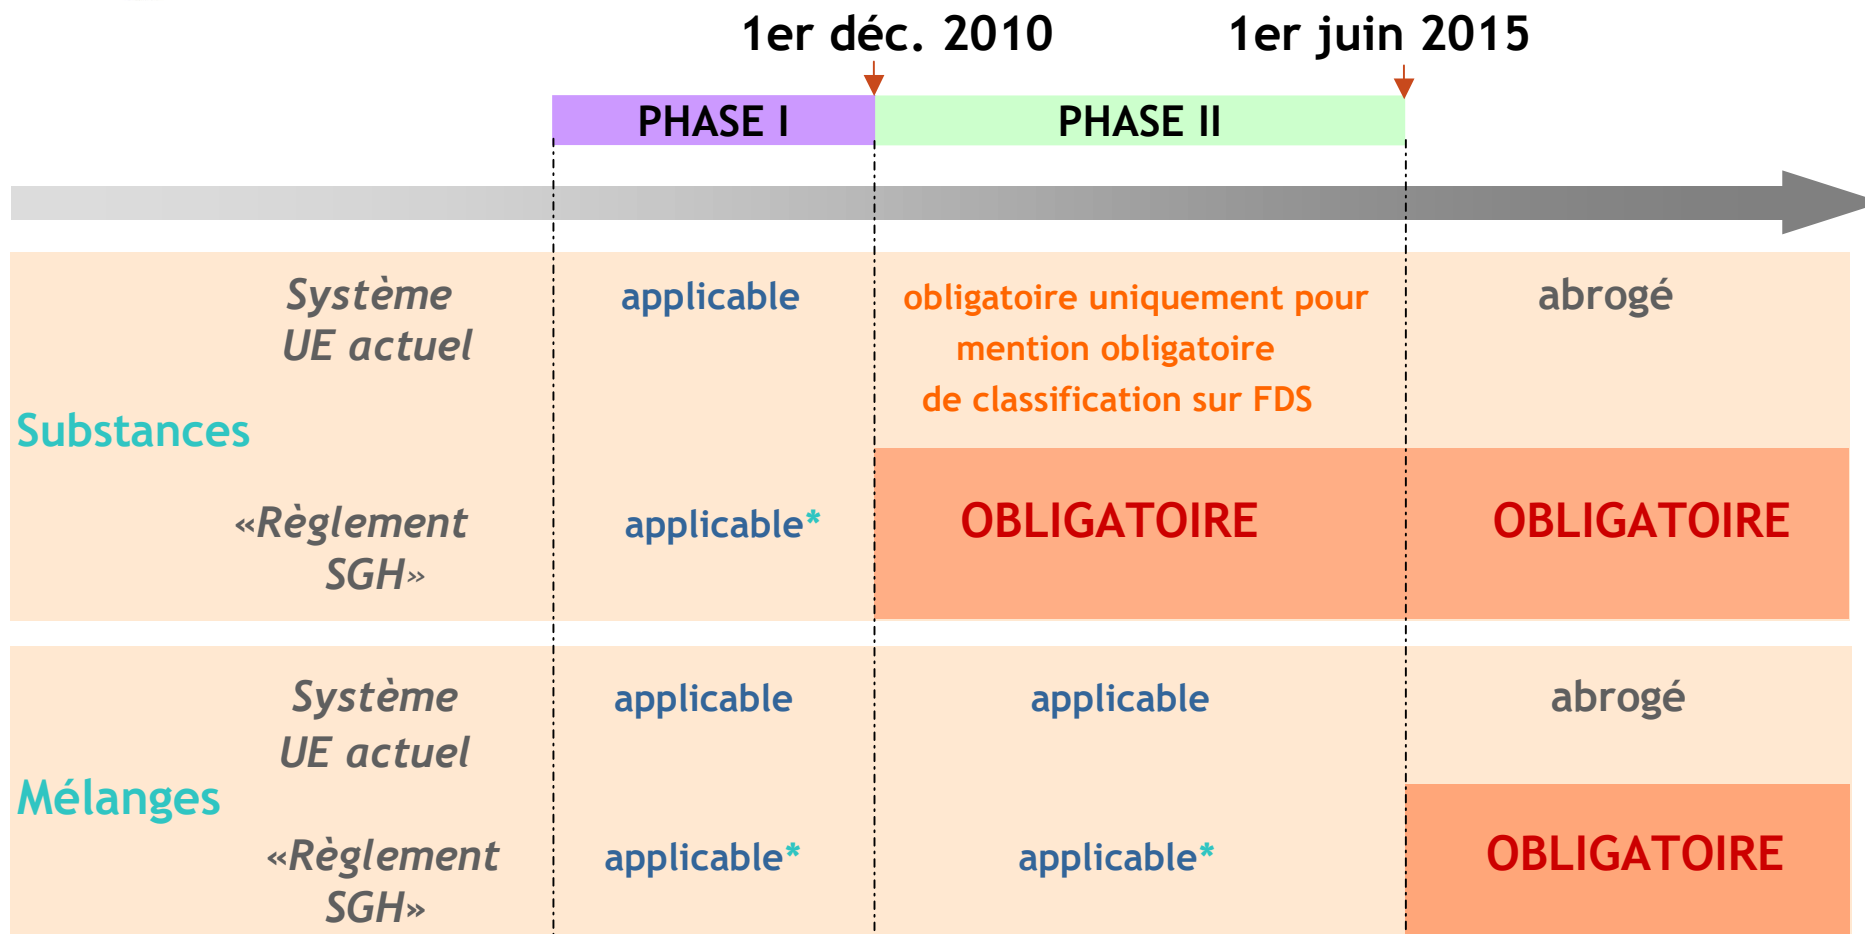 1er déc. 2010
1er juin 2015
PHASE I
PHASE II
Substances
Système
UE actuel
applicable
obligatoire uniquement pour
mention obligatoire
de classification sur FDS
abrogé
«Règlement
SGH»
applicable*
OBLIGATOIRE
OBLIGATOIRE
Mélanges
Système
UE actuel
applicable
applicable
abrogé
«Règlement
SGH»
applicable*
applicable*
OBLIGATOIRE